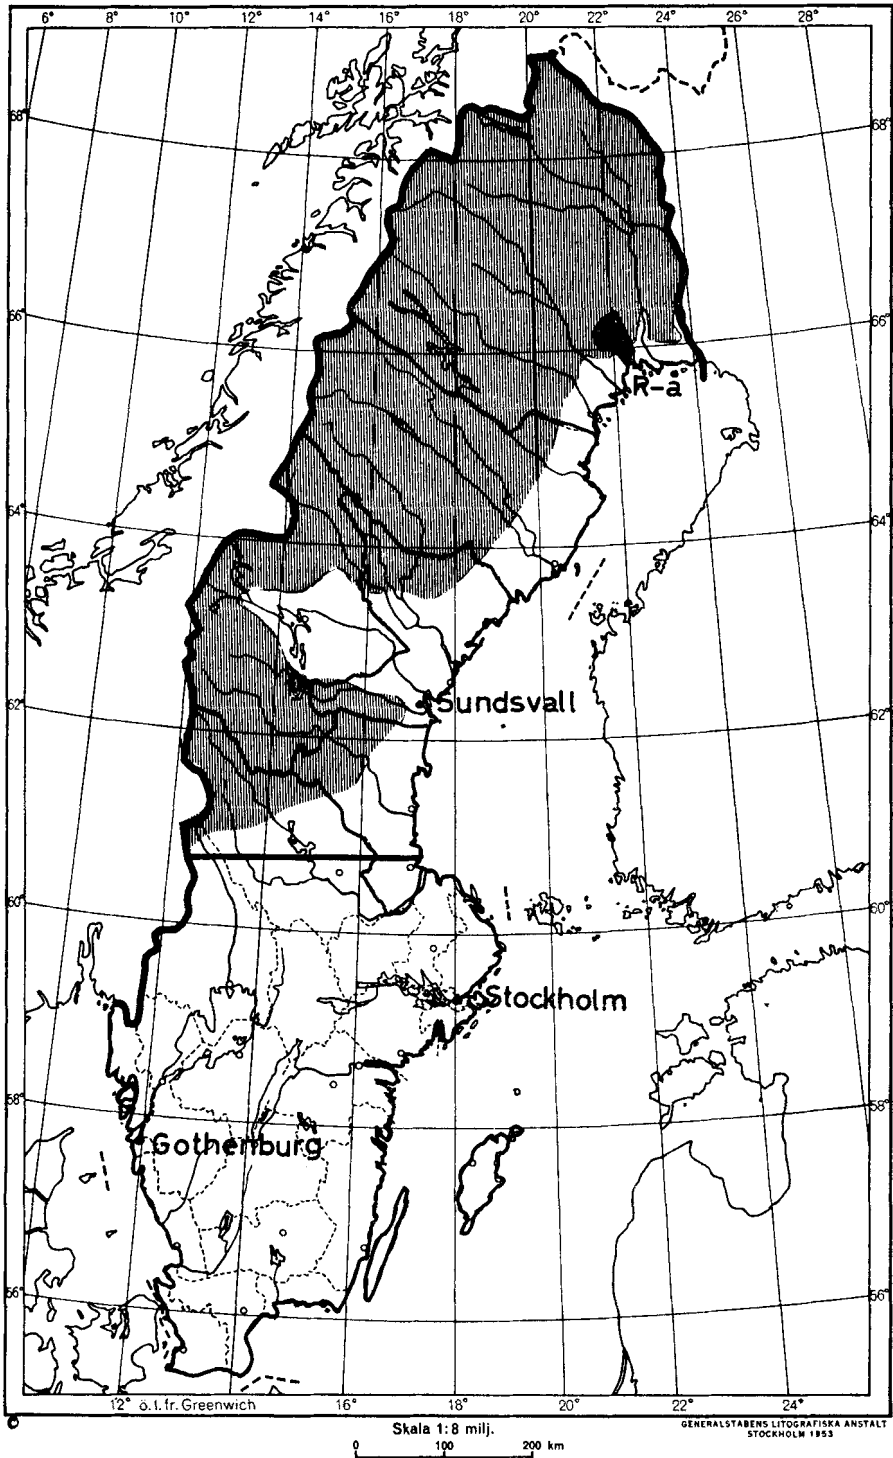 6° 8° 10° 12° 14° 16° 18° 20° 22° 24° 26° 28°
68° 68°
66° 66°
R-å
64° 64°
62° 62°
Sundsvall
60° 60°
Stockholm
58° 58°
Gothenburg
56° 56°
12° ö.l.fr. Greenwich 16° 18° 20° 22° 24°
©
Skala 1:8 milj.
GENERALSTABENS LITOGRAFISKA ANSTALT
STOCKHOLM 1953
0 100 200 km